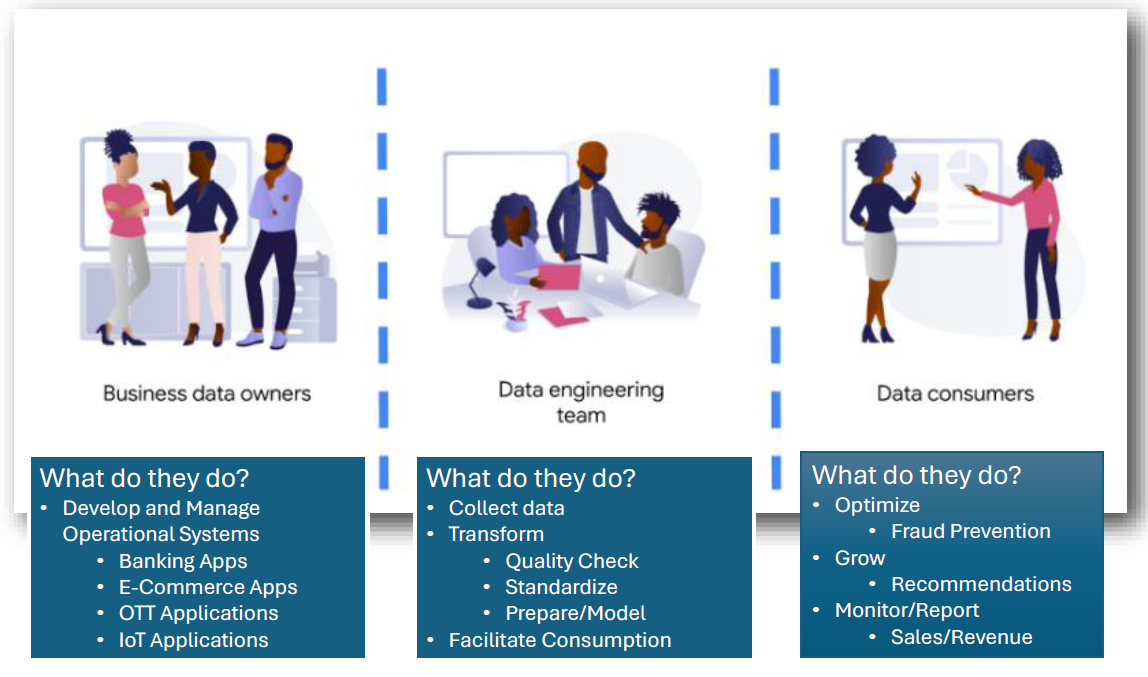 Business data owners
Data engineering
team
Data consumers
What do they do?
• Develop and Manage
Operational Systems
• Banking Apps
• E-Commerce Apps
• OTT Applications
• IoT Applications
What do they do?
• Collect data
• Transform
• Quality Check
• Standardize
• Prepare/Model
• Facilitate Consumption
What do they do?
• Optimize
• Fraud Prevention
• Grow
• Recommendations
• Monitor/Report
• Sales/Revenue